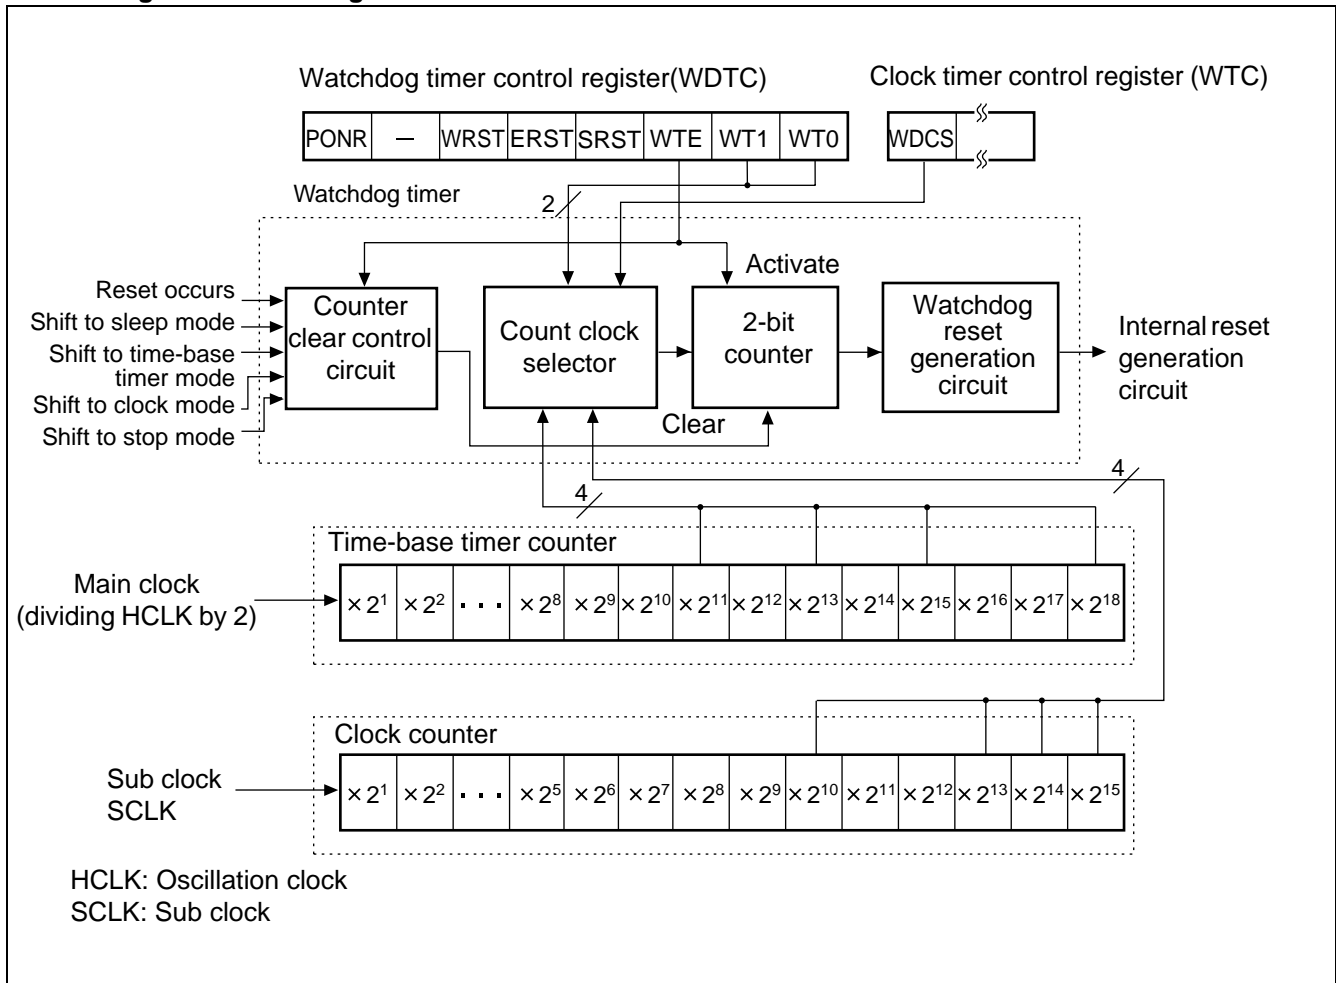 Watchdog timer control register(WDTC)
Clock timer control register (WTC)
PONR — WRST ERST SRST WTE WT1 WT0
WDCS
Watchdog timer
2
Activate
Reset occurs
Shift to sleep mode
Shift to time-base
timer mode
Shift to clock mode
Shift to stop mode
Counter
clear control
circuit
Count clock
selector
2-bit
counter
Watchdog
reset
generation
circuit
Internal reset
generation
circuit
Clear
4
4
Time-base timer counter
Main clock
(dividing HCLK by 2)
×2¹ ×2² · · · ×2⁸ ×2⁹ ×2¹⁰ ×2¹¹ ×2¹² ×2¹³ ×2¹⁴ ×2¹⁵ ×2¹⁶ ×2¹⁷ ×2¹⁸
Clock counter
Sub clock
SCLK
×2¹ ×2² · · · ×2⁵ ×2⁶ ×2⁷ ×2⁸ ×2⁹ ×2¹⁰ ×2¹¹ ×2¹² ×2¹³ ×2¹⁴ ×2¹⁵
HCLK: Oscillation clock
SCLK: Sub clock